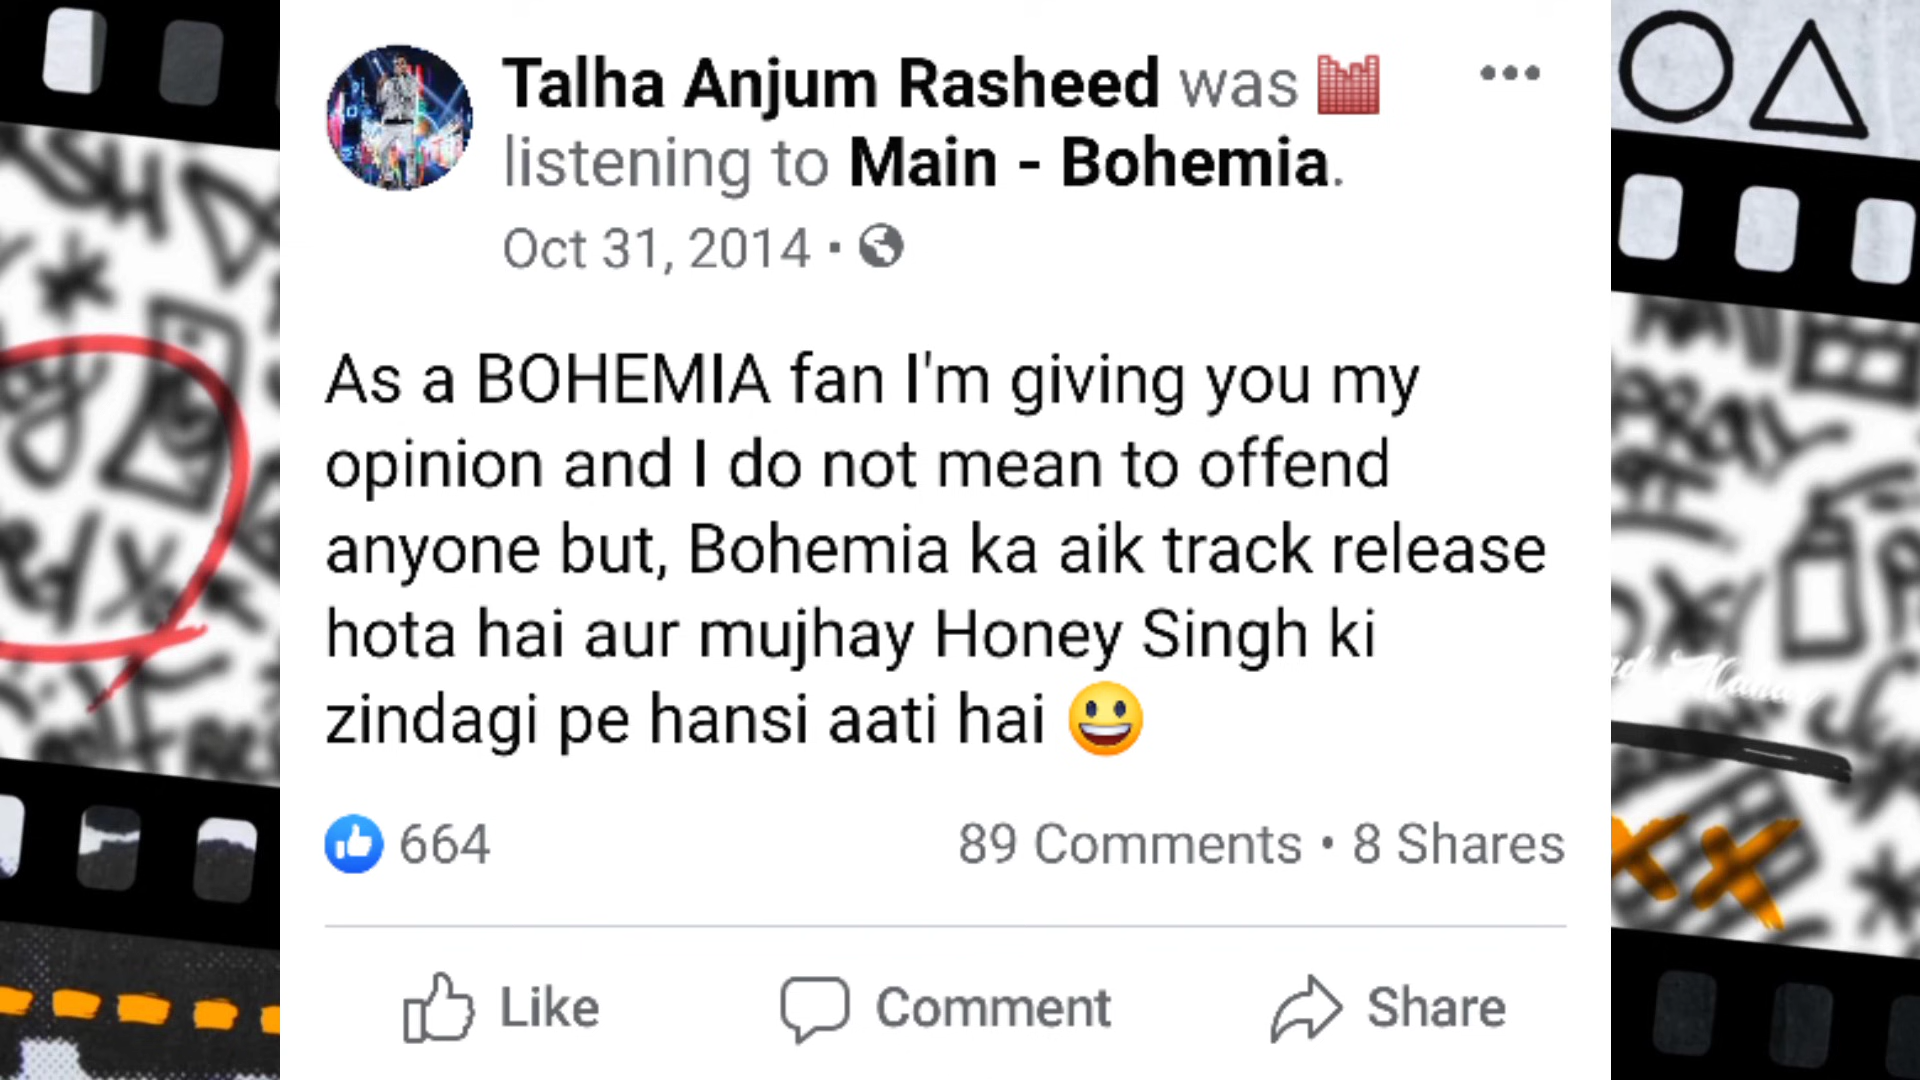 Talha Anjum Rasheed was
listening to Main - Bohemia.
Oct 31, 2014 •
As a BOHEMIA fan I'm giving you my
opinion and I do not mean to offend
anyone but, Bohemia ka aik track release
hota hai aur mujhay Honey Singh ki
zindagi pe hansi aati hai 😃
664
89 Comments • 8 Shares
Like
Comment
Share